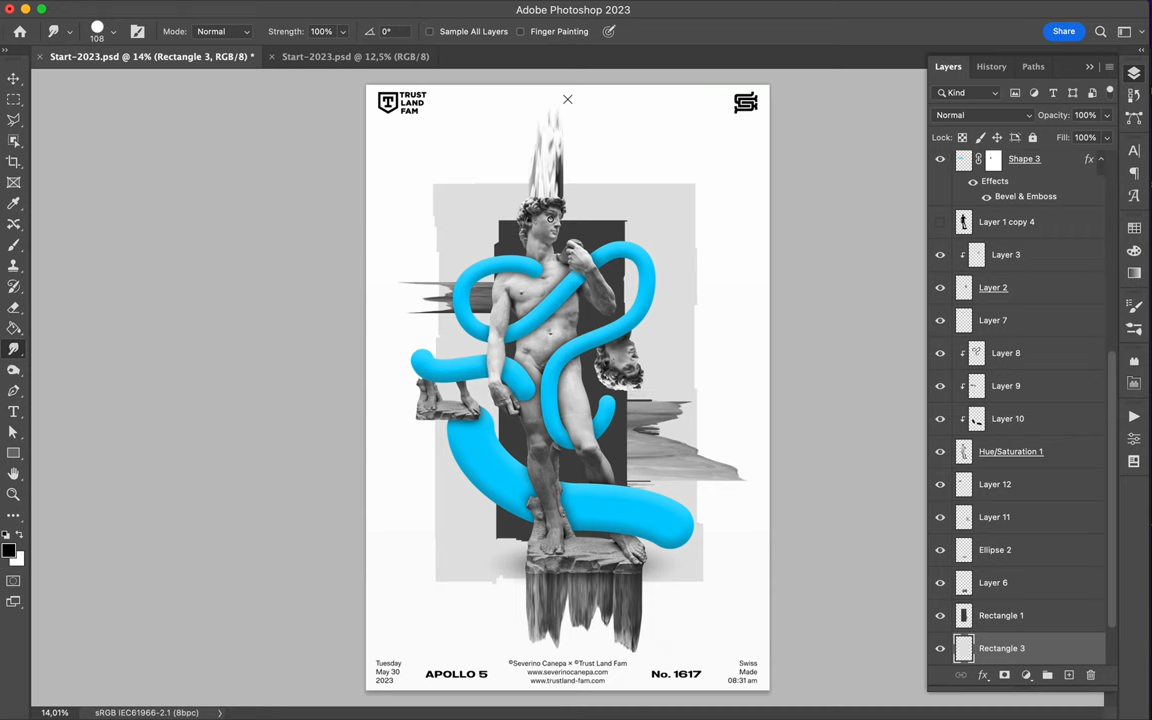 Adobe Photoshop 2023
108
Mode: Normal
Strength: 100%
0°
Sample All Layers
Finger Painting
Share
Start-2023.psd @ 14% (Rectangle 3, RGB/8) *
Start-2023.psd @ 12,5% (RGB/8)
Layers
History
Paths
Kind
Normal
Opacity: 100%
Lock:
Fill: 100%
Shape 3
fx
Effects
Bevel & Emboss
Layer 1 copy 4
Layer 3
Layer 2
Layer 7
Layer 8
Layer 9
Layer 10
Hue/Saturation 1
Layer 12
Layer 11
Ellipse 2
Layer 6
Rectangle 1
Rectangle 3
TRUST
LAND
FAM
Tuesday
May 30
2023
APOLLO 5
©Severino Canepa × ©Trust Land Fam
www.severinocanepa.com
www.trustland-fam.com
No. 1617
Swiss
Made
08:31 am
14,01%
sRGB IEC61966-2.1 (8bpc)